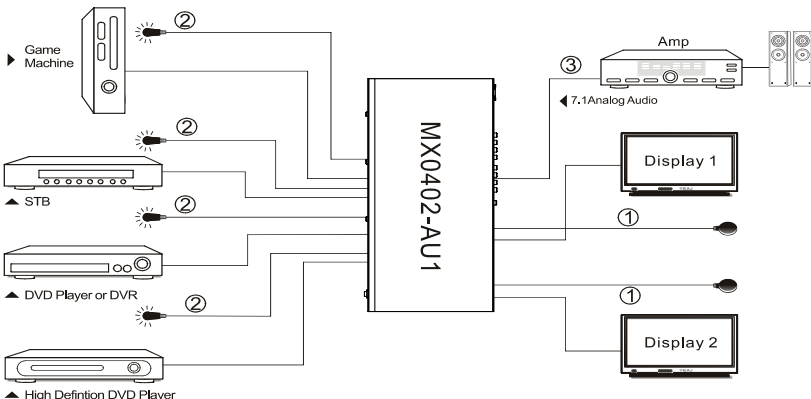 ②
Game
Machine
②
STB
②
DVD Player or DVR
②
High Defintion DVD Player
MX0402-AU1
Amp
③
7.1Analog Audio
Display 1
①
①
Display 2